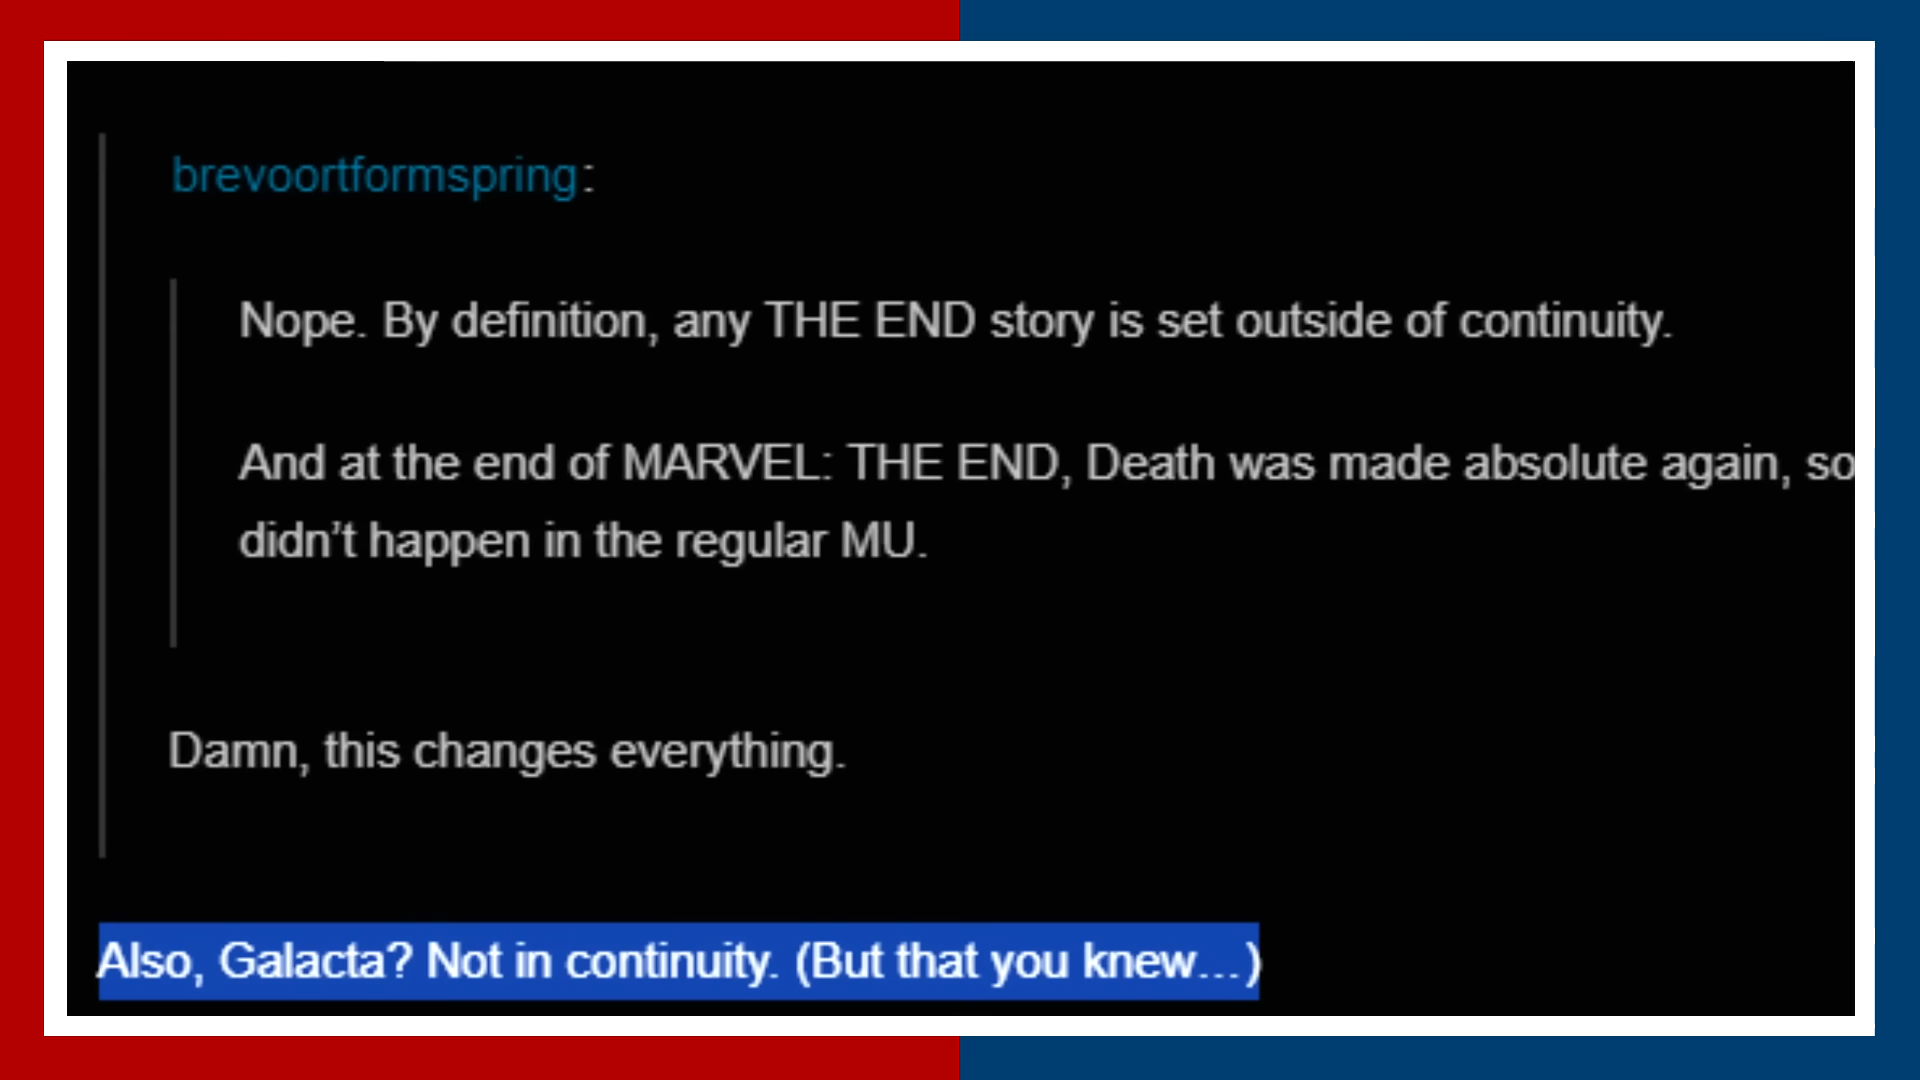 brevoortformspring:
Nope. By definition, any THE END story is set outside of continuity.
And at the end of MARVEL: THE END, Death was made absolute again, so
didn’t happen in the regular MU.
Damn, this changes everything.
Also, Galacta? Not in continuity. (But that you knew…)